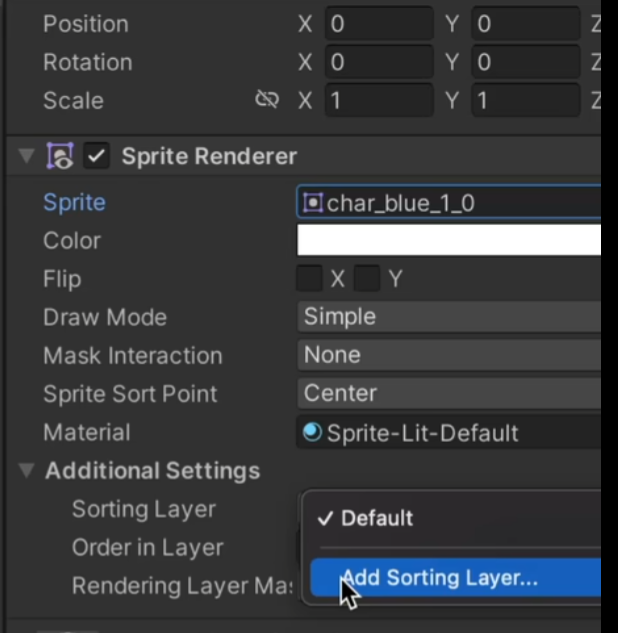 Position X 0 Y 0 Z
Rotation X 0 Y 0 Z
Scale X 1 Y 1 Z
Sprite Renderer
Sprite char_blue_1_0
Color
Flip X Y
Draw Mode Simple
Mask Interaction None
Sprite Sort Point Center
Material Sprite-Lit-Default
Additional Settings
Sorting Layer Default
Order in Layer
Add Sorting Layer...
Rendering Layer Mas